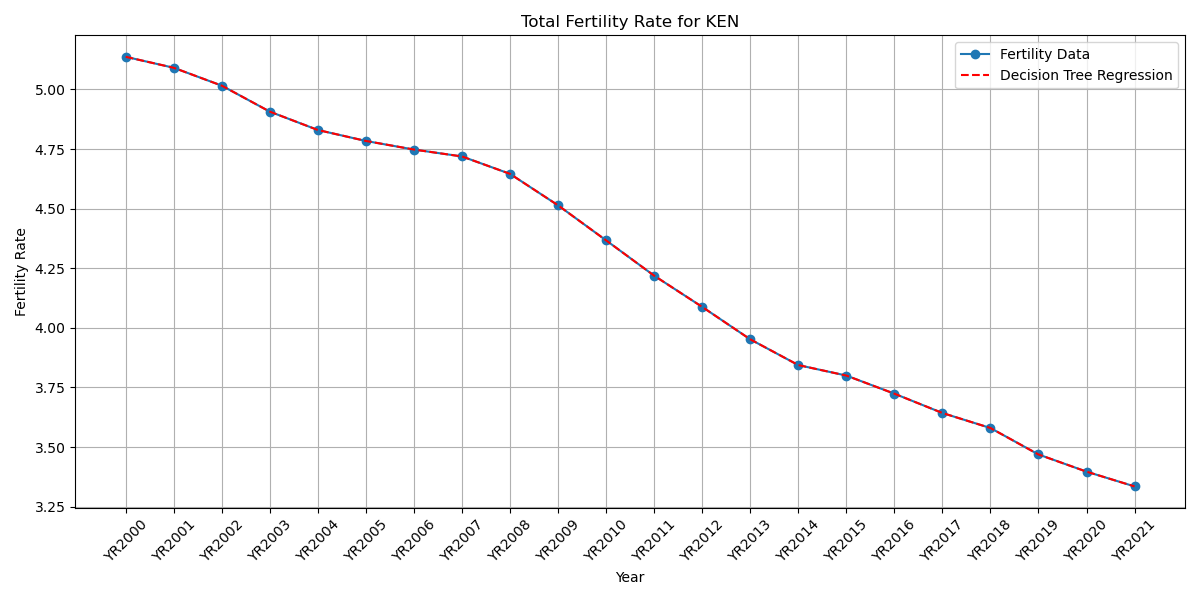 Total Fertility Rate for KEN
Fertility Data
Decision Tree Regression
Fertility Rate
5.00
4.75
4.50
4.25
4.00
3.75
3.50
3.25
YR2000
YR2001
YR2002
YR2003
YR2004
YR2005
YR2006
YR2007
YR2008
YR2009
YR2010
YR2011
YR2012
YR2013
YR2014
YR2015
YR2016
YR2017
YR2018
YR2019
YR2020
YR2021
Year